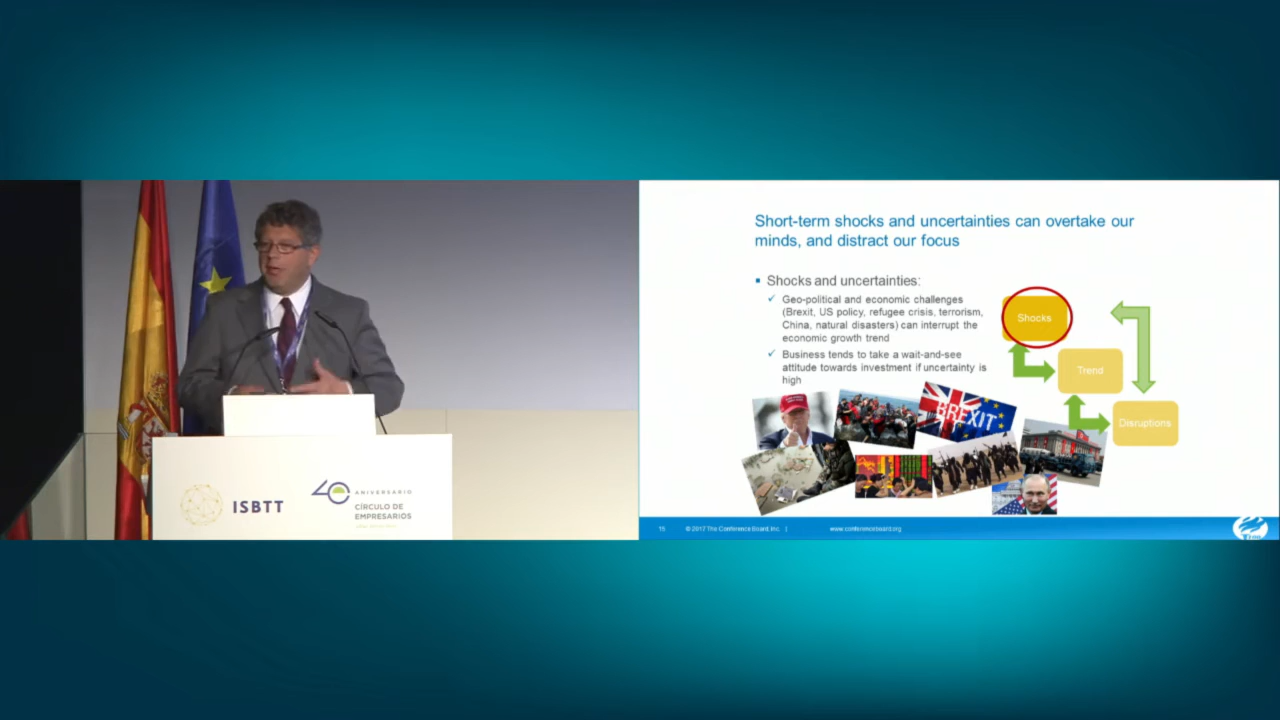 ISBTT
40
ANIVERSARIO
CÍRCULO DE
EMPRESARIOS
Short-term shocks and uncertainties can overtake our
minds, and distract our focus
Shocks and uncertainties:
Geo-political and economic challenges
(Brexit, US policy, refugee crisis, terrorism,
China, natural disasters) can interrupt the
economic growth trend
Business tends to take a wait-and-see
attitude towards investment if uncertainty is
high
Shocks
Trend
Disruptions
BREXIT
15 © 2017 The Conference Board, Inc. | www.conferenceboard.org